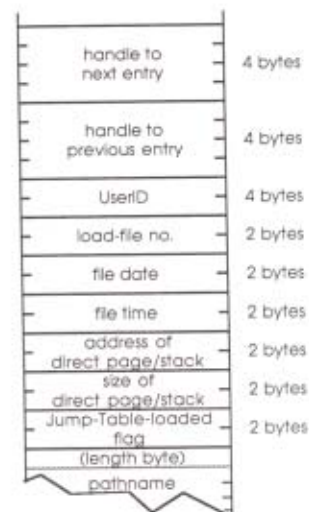 handle to
next entry
4 bytes
handle to
previous entry
4 bytes
UserID
4 bytes
load-file no.
2 bytes
file date
2 bytes
file time
2 bytes
address of
direct page/stack
2 bytes
size of
direct page/stack
2 bytes
Jump-Table-loaded
flag
2 bytes
(length byte)
pathname